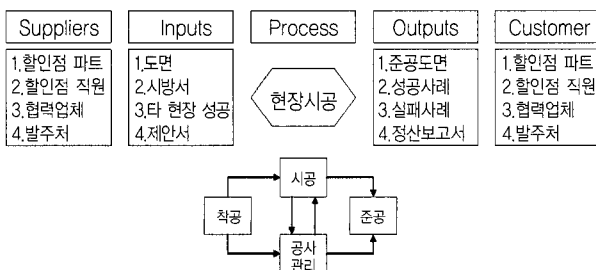 Suppliers
1.할인점 파트
2.할인점 직원
3.협력업체
4.발주처
Inputs
1.도면
2.시방서
3.타 현장 성공
4.제안서
Process
현장시공
Outputs
1.준공도면
2.성공사례
3.실패사례
4.정산보고서
Customer
1.할인점 파트
2.할인점 직원
3.협력업체
4.발주처
시공
착공
준공
공사
관리